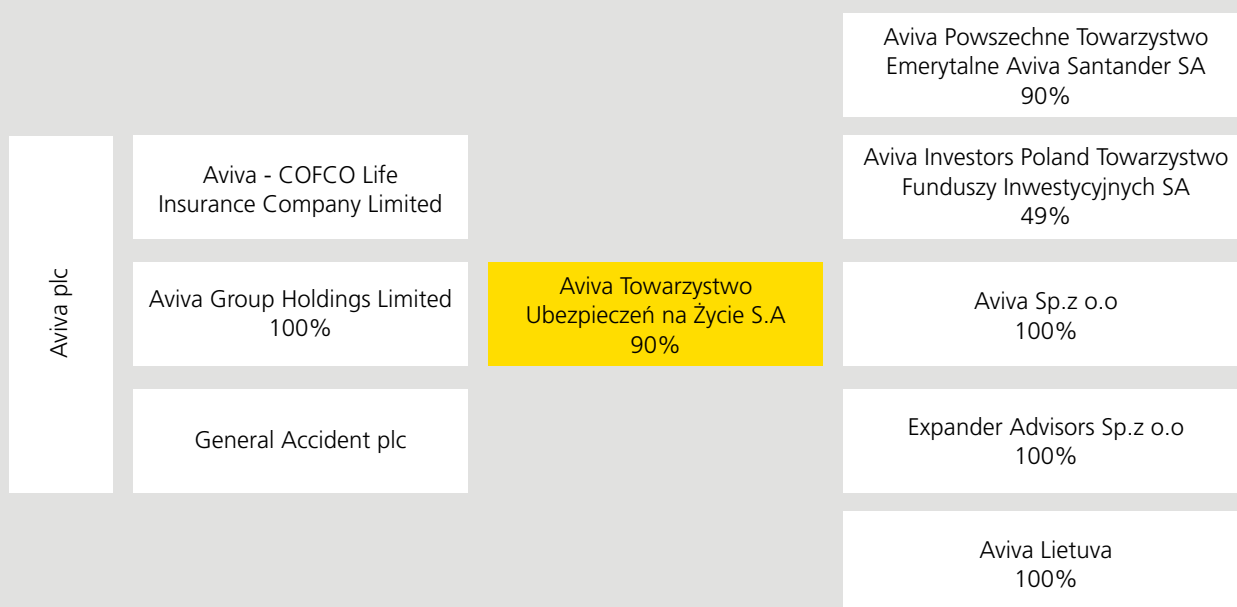 Aviva plc
Aviva - COFCO Life
Insurance Company Limited
Aviva Group Holdings Limited
100%
General Accident plc
Aviva Towarzystwo
Ubezpieczeń na Życie S.A
90%
Aviva Powszechne Towarzystwo
Emerytalne Aviva Santander SA
90%
Aviva Investors Poland Towarzystwo
Funduszy Inwestycyjnych SA
49%
Aviva Sp.z o.o
100%
Expander Advisors Sp.z o.o
100%
Aviva Lietuva
100%